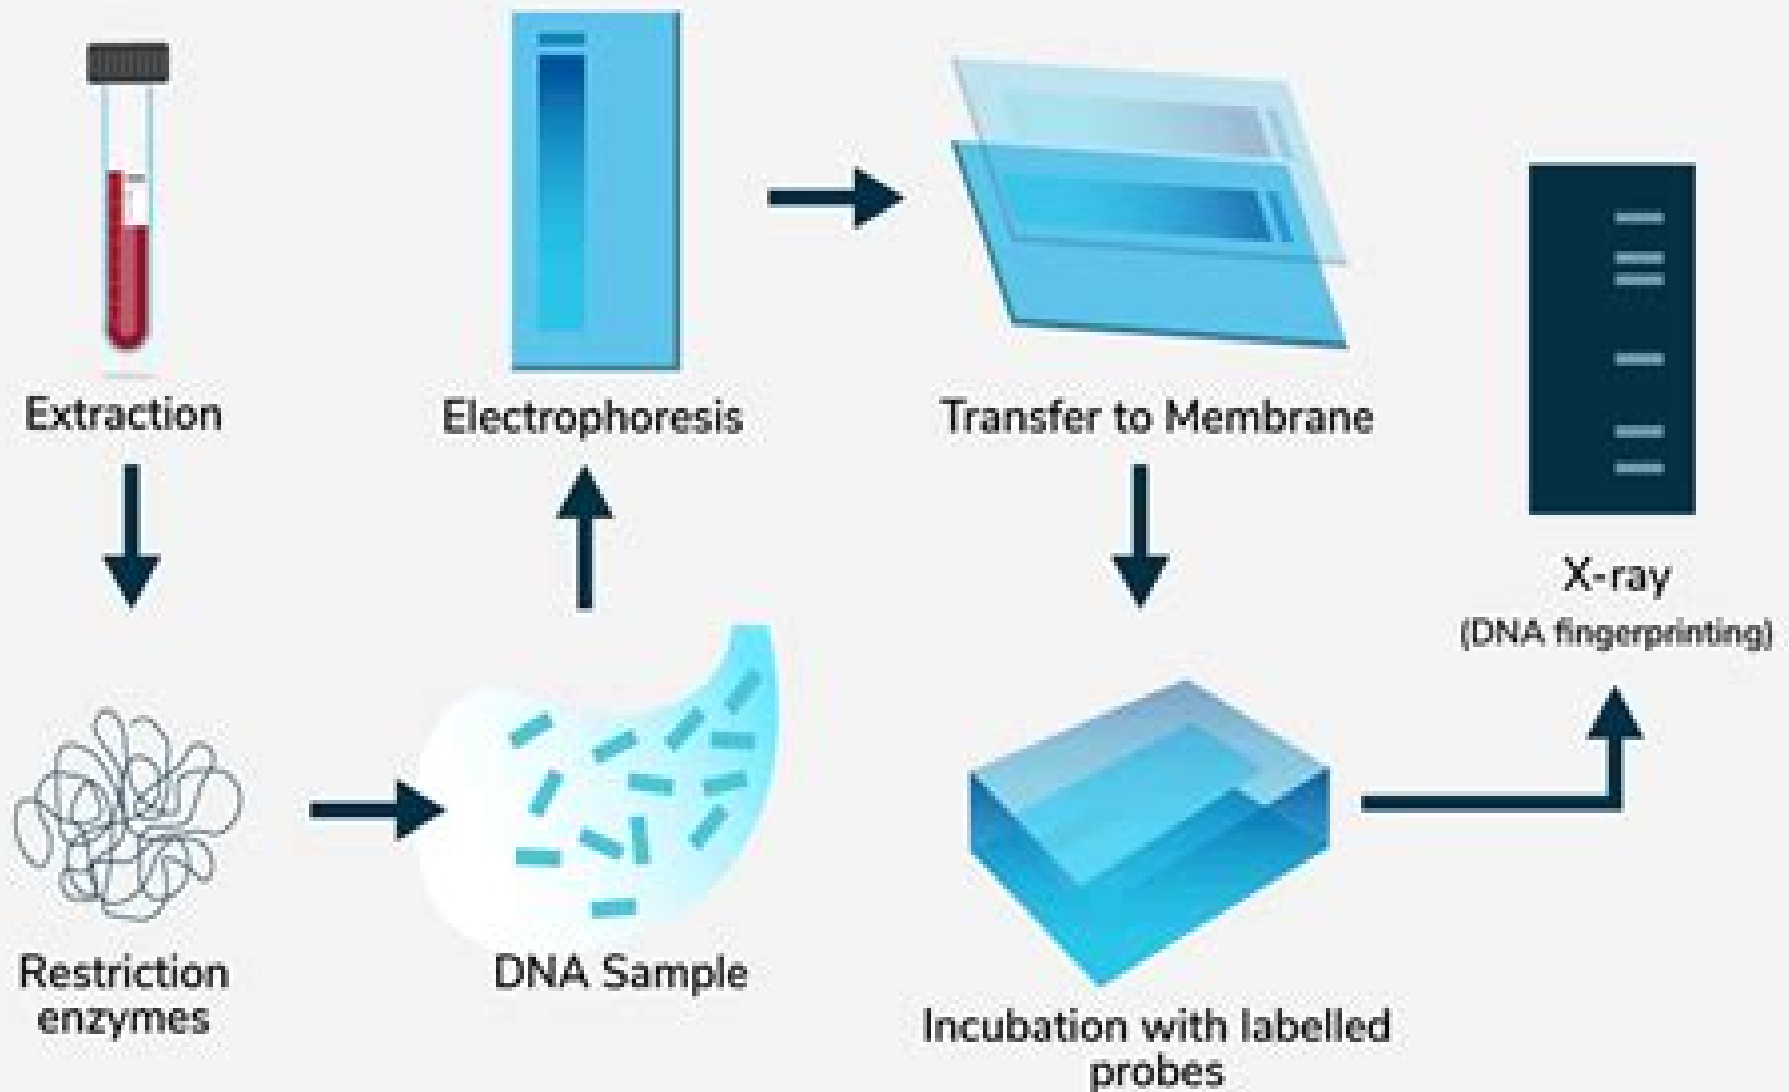 Extraction
Electrophoresis
Transfer to Membrane
X-ray
(DNA fingerprinting)
Restriction
enzymes
DNA Sample
Incubation with labelled
probes